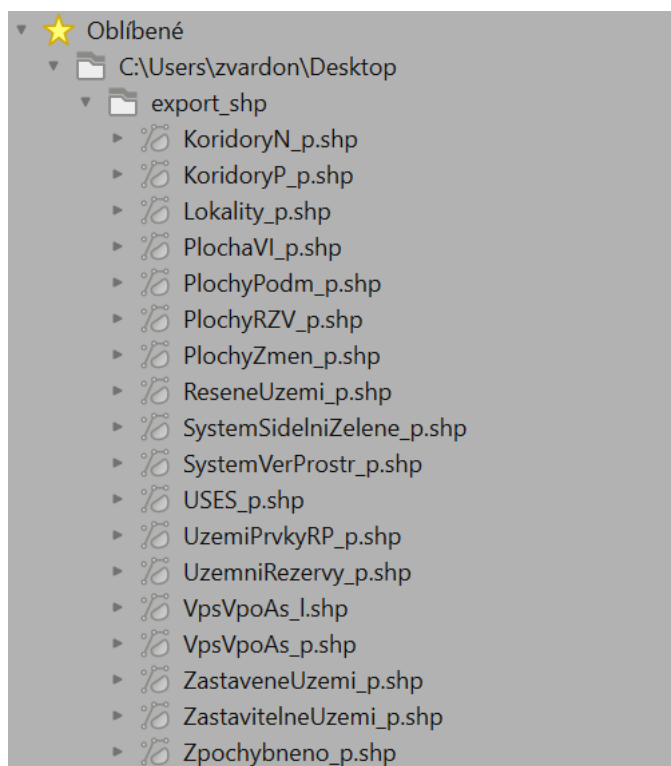 Oblíbené
C:\Users\zvardon\Desktop
export_shp
KoridoryN_p.shp
KoridoryP_p.shp
Lokality_p.shp
PlochaVI_p.shp
PlochyPodm_p.shp
PlochyRZV_p.shp
PlochyZmen_p.shp
ReseneUzemi_p.shp
SystemSidelniZelene_p.shp
SystemVerProstr_p.shp
USES_p.shp
UzemiPrvkyRP_p.shp
UzemniRezervy_p.shp
VpsVpoAs_l.shp
VpsVpoAs_p.shp
ZastaveneUzemi_p.shp
ZastavitelneUzemi_p.shp
Zpochybneno_p.shp